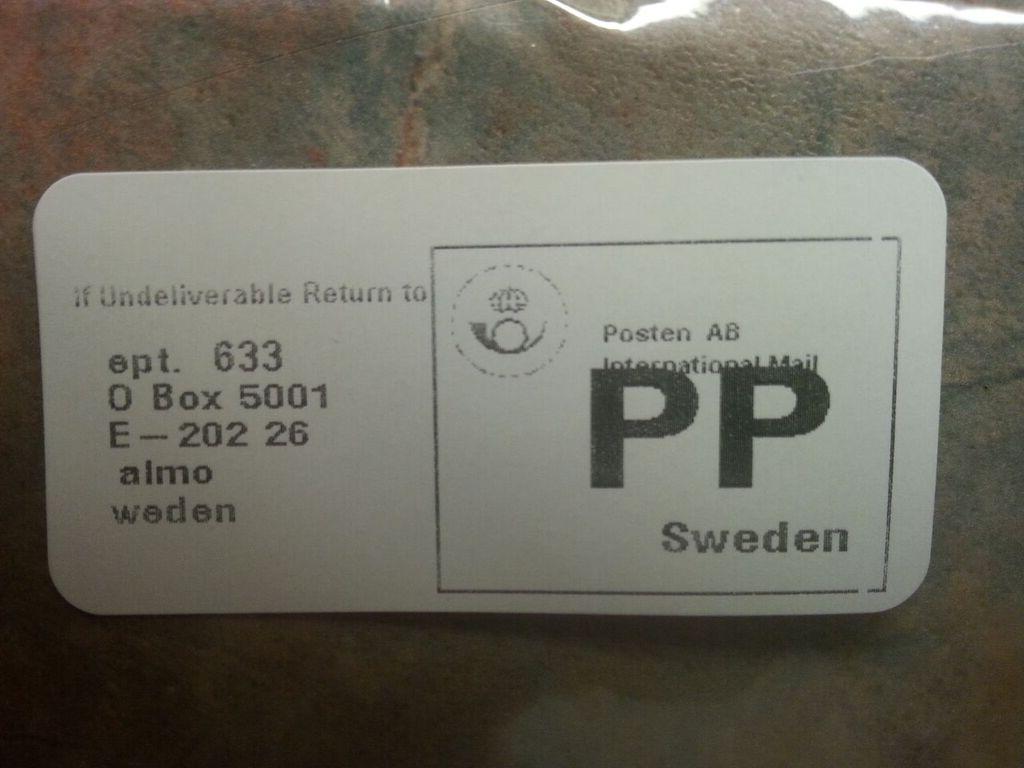 If Undeliverable Return to
ept. 633
O Box 5001
E - 202 26
almo
weden
Posten AB
International Mail
PP
Sweden